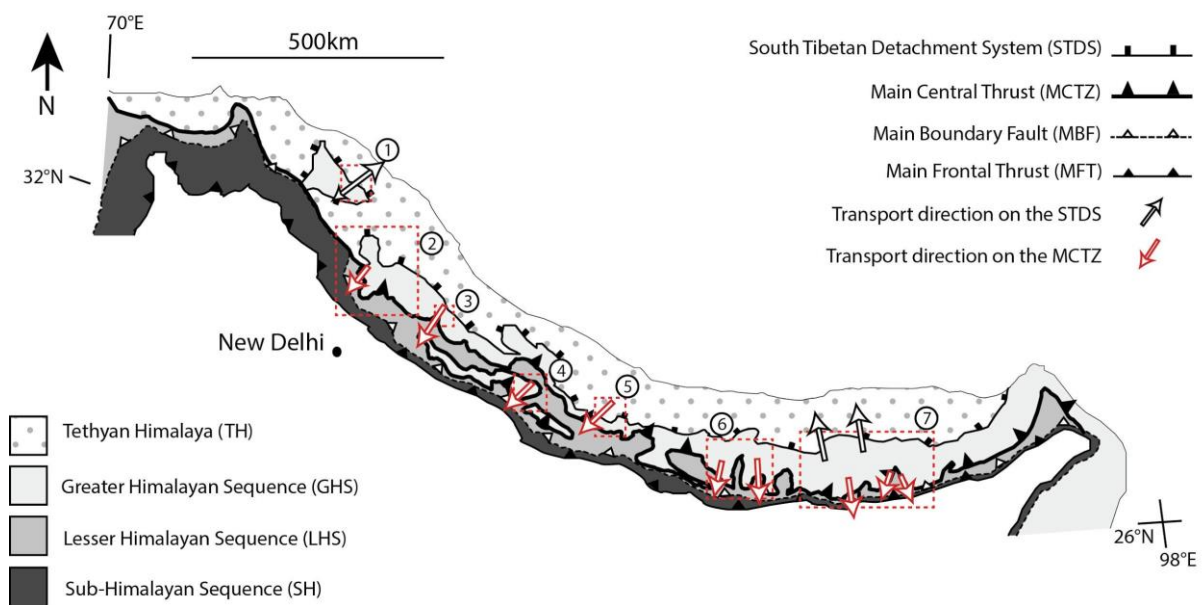 70°E
500km
N
32°N
South Tibetan Detachment System (STDS)
Main Central Thrust (MCTZ)
Main Boundary Fault (MBF)
Main Frontal Thrust (MFT)
Transport direction on the STDS
Transport direction on the MCTZ
1
2
3
New Delhi
4
5
6
7
Tethyan Himalaya (TH)
Greater Himalayan Sequence (GHS)
Lesser Himalayan Sequence (LHS)
Sub-Himalayan Sequence (SH)
26°N
98°E